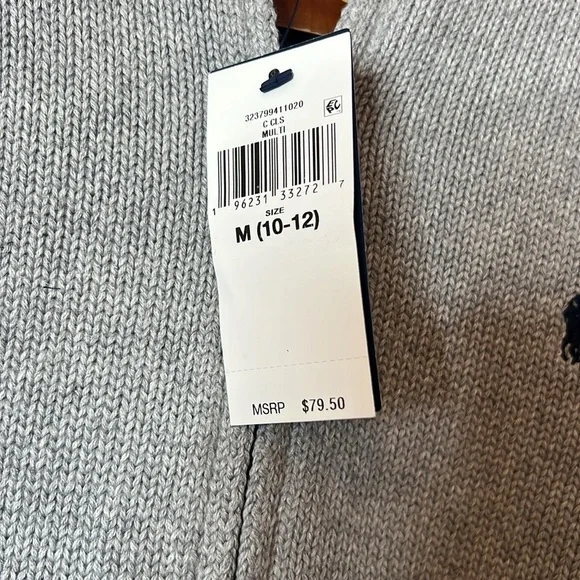 323799411020
C CLS
MULTI
1 96231 33272 7
SIZE
M (10-12)
MSRP $79.50